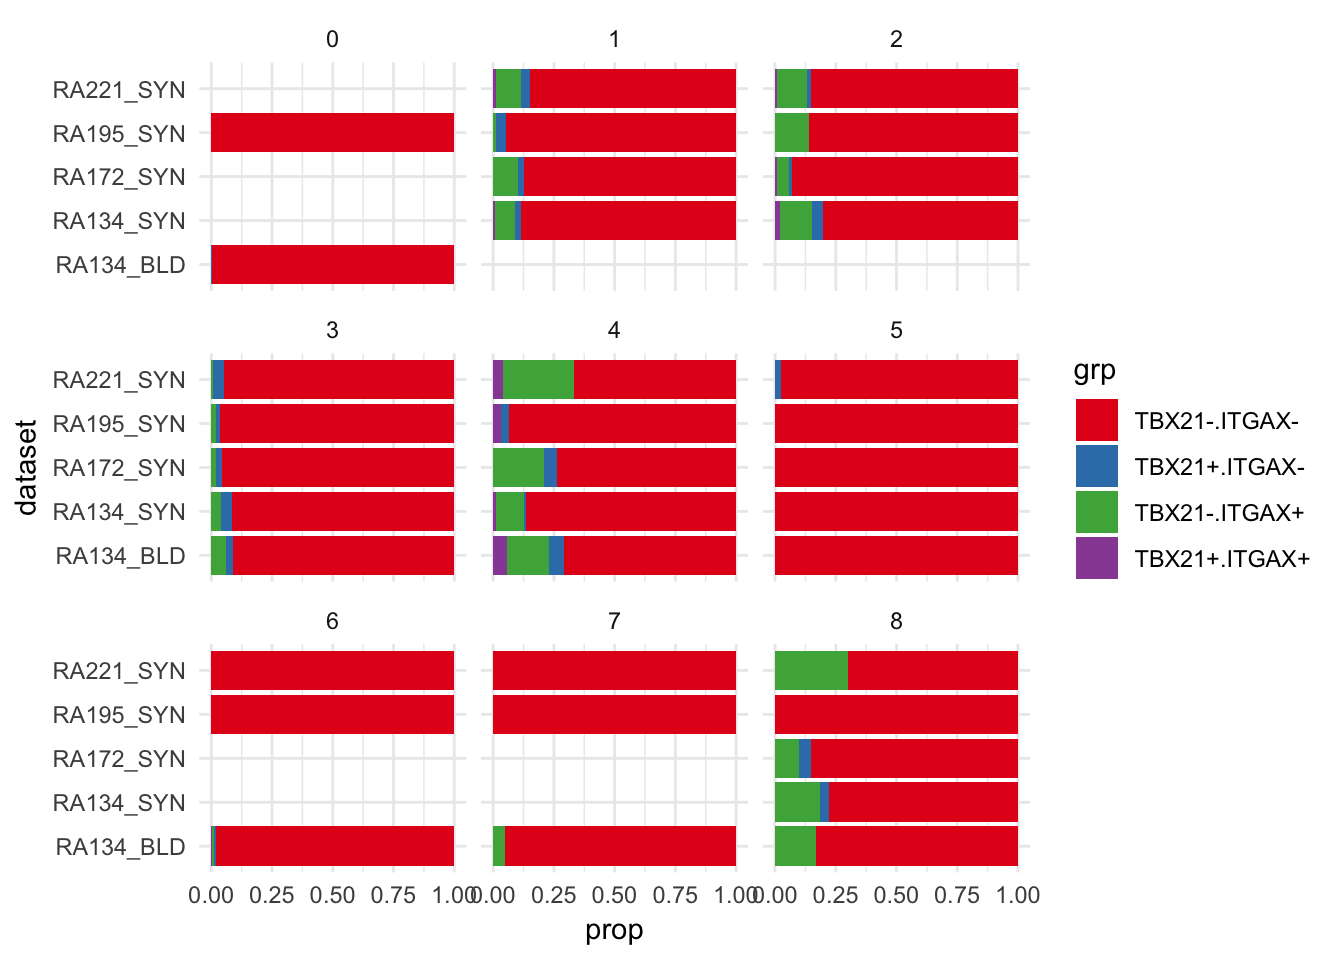 0 1 2
RA221_SYN
RA195_SYN
RA172_SYN
RA134_SYN
RA134_BLD
3 4 5
RA221_SYN
RA195_SYN
RA172_SYN
RA134_SYN
RA134_BLD
6 7 8
RA221_SYN
RA195_SYN
RA172_SYN
RA134_SYN
RA134_BLD
0.00 0.25 0.50 0.75 1.00 0.00 0.25 0.50 0.75 1.00 0.00 0.25 0.50 0.75 1.00
prop
dataset
grp
TBX21-.ITGAX-
TBX21+.ITGAX-
TBX21-.ITGAX+
TBX21+.ITGAX+